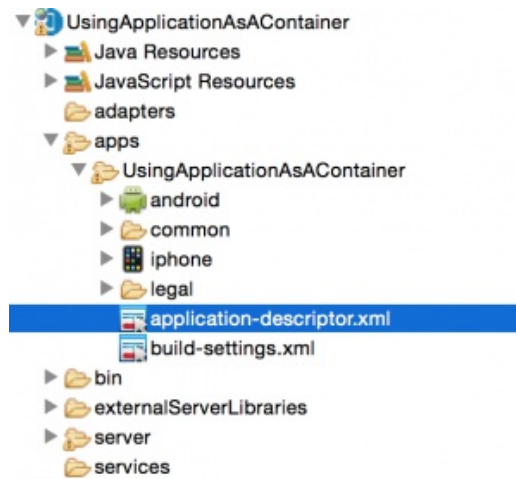 UsingApplicationAsAContainer
Java Resources
JavaScript Resources
adapters
apps
UsingApplicationAsAContainer
android
common
iphone
legal
application-descriptor.xml
build-settings.xml
bin
externalServerLibraries
server
services